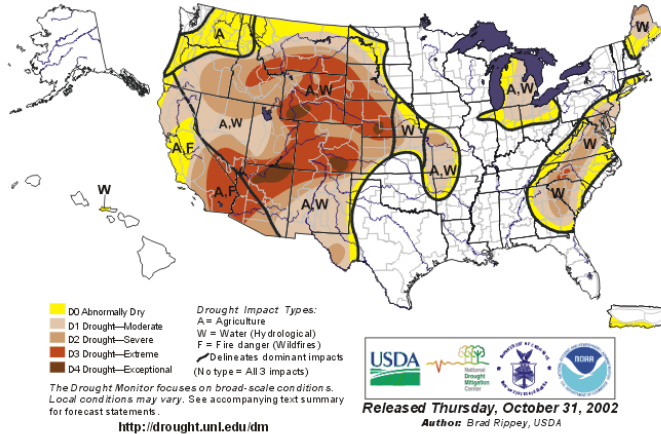 A
W
A,W
W
A,W
W
A,W
A,F
W
A,W
W
W
A,F
A,W
D0 Abnormally Dry
D1 Drought—Moderate
D2 Drought—Severe
D3 Drought—Extreme
D4 Drought—Exceptional
Drought Impact Types:
A = Agriculture
W = Water (Hydrological)
F = Fire danger (Wildfires)
Delineates dominant impacts
(No type = All 3 impacts)
The Drought Monitor focuses on broad-scale conditions.
Local conditions may vary. See accompanying text summary
for forecast statements.
http://drought.unl.edu/dm
USDA
National
Drought
Mitigation
Center
NOAA
Released Thursday, October 31, 2002
Author: Brad Rippey, USDA